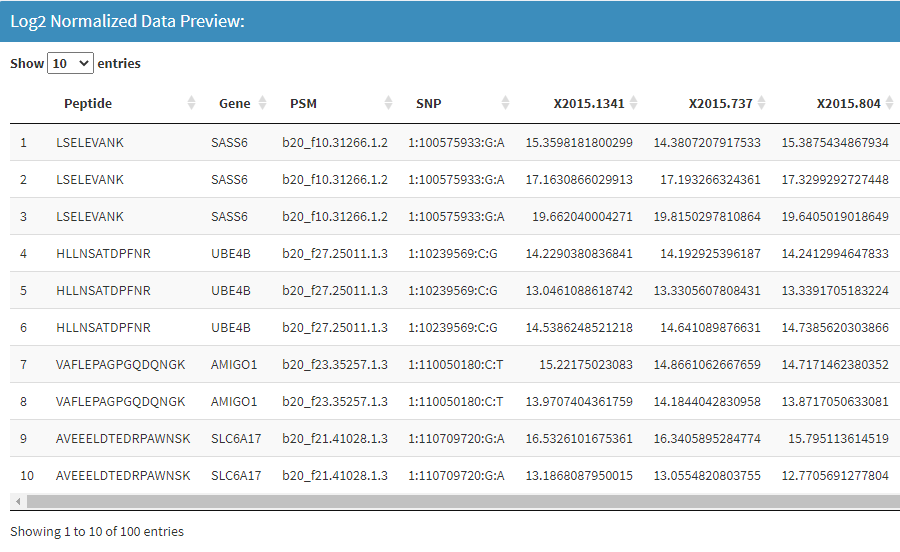 Log2 Normalized Data Preview:
Show 10 entries
Peptide Gene PSM SNP X2015.1341 X2015.737 X2015.804
1 LSELEVANK SASS6 b20_f10.31266.1.2 1:100575933:G:A 15.3598181800299 14.3807207917533 15.3875434867934
2 LSELEVANK SASS6 b20_f10.31266.1.2 1:100575933:G:A 17.1630866029913 17.193266324361 17.3299292727448
3 LSELEVANK SASS6 b20_f10.31266.1.2 1:100575933:G:A 19.662040004271 19.8150297810864 19.6405019018649
4 HLLNSATDPFNR UBE4B b20_f27.25011.1.3 1:10239569:C:G 14.2290380836841 14.192925396187 14.2412994647833
5 HLLNSATDPFNR UBE4B b20_f27.25011.1.3 1:10239569:C:G 13.0461088618742 13.3305607808431 13.3391705183224
6 HLLNSATDPFNR UBE4B b20_f27.25011.1.3 1:10239569:C:G 14.5386248521218 14.641089876631 14.7385620303866
7 VAFLEPAGPGQDQNGK AMIGO1 b20_f23.35257.1.3 1:110050180:C:T 15.22175023083 14.8661062667659 14.7171462380352
8 VAFLEPAGPGQDQNGK AMIGO1 b20_f23.35257.1.3 1:110050180:C:T 13.9707404361759 14.1844042830958 13.8717050633081
9 AVEEELDTEDRPAWNSK SLC6A17 b20_f21.41028.1.3 1:110709720:G:A 16.5326101675361 16.3405895284774 15.795113614519
10 AVEEELDTEDRPAWNSK SLC6A17 b20_f21.41028.1.3 1:110709720:G:A 13.1868087950015 13.0554820803755 12.7705691277804
Showing 1 to 10 of 100 entries